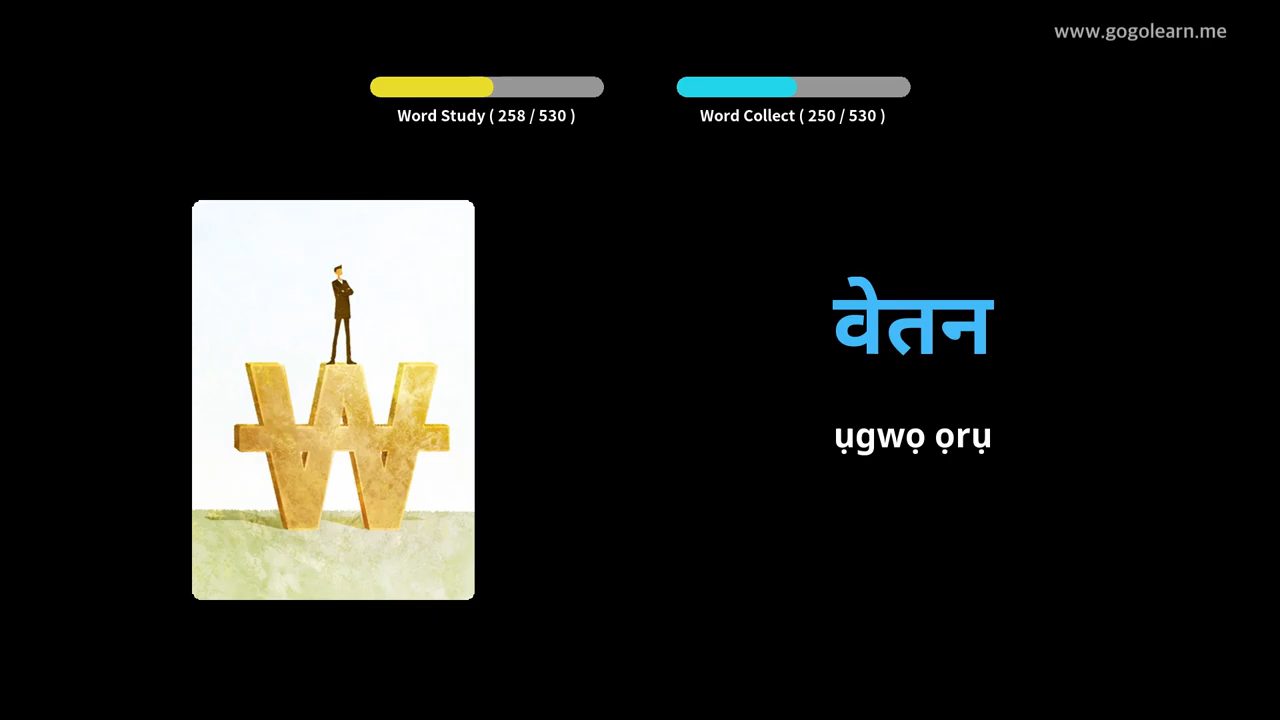 www.gogolearn.me
Word Study ( 258 / 530 )
Word Collect ( 250 / 530 )
वेतन
ụgwọ ọrụ